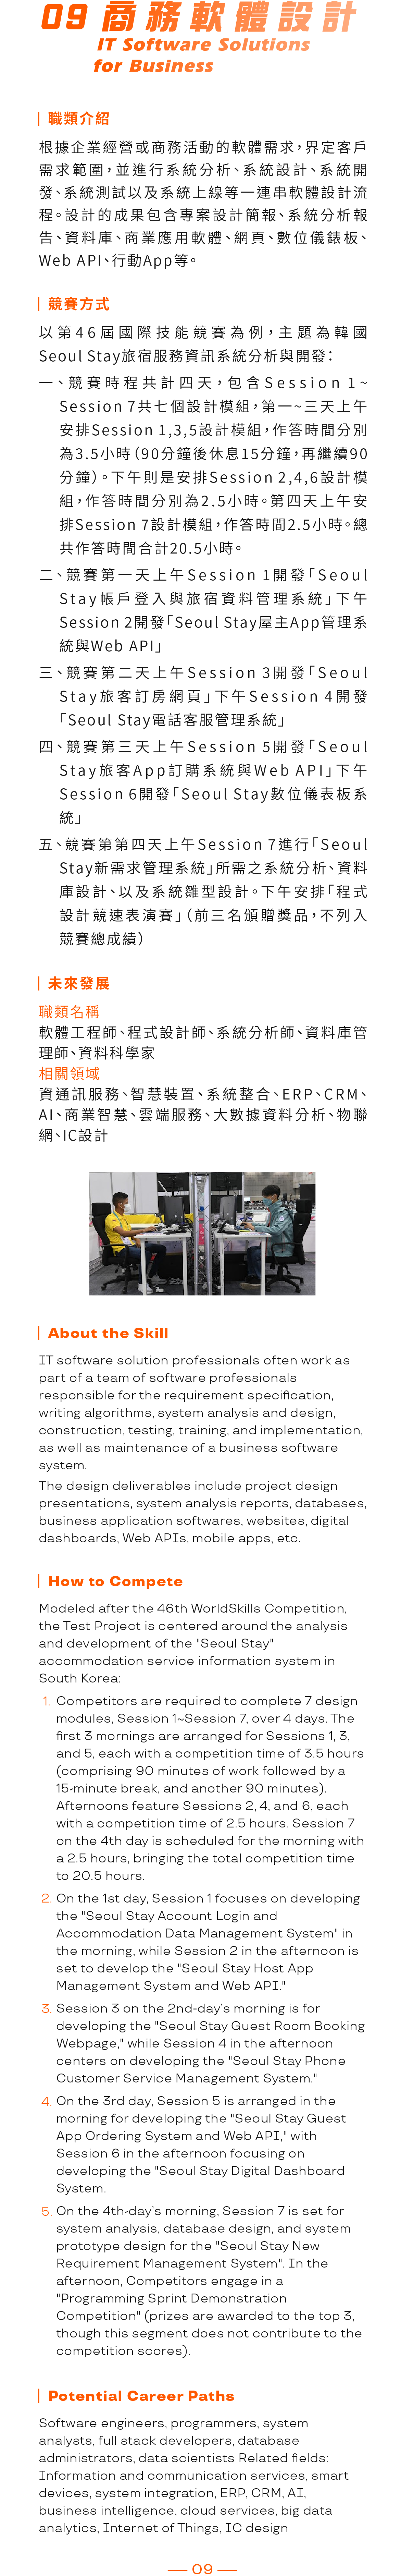 09 商務軟體設計
IT Software Solutions
for Business
職類介紹
根據企業經營或商務活動的軟體需求，界定客戶
需求範圍，並進行系統分析、系統設計、系統開
發、系統測試以及系統上線等一連串軟體設計流
程。設計的成果包含專案設計簡報、系統分析報
告、資料庫、商業應用軟體、網頁、數位儀錶板、
Web API、行動App等。
競賽方式
以第46屆國際技能競賽為例，主題為韓國
Seoul Stay旅宿服務資訊系統分析與開發：
一、競賽時程共計四天，包含Session 1~
Session 7共七個設計模組，第一~三天上午
安排Session 1,3,5設計模組，作答時間分別
為3.5小時（90分鐘後休息15分鐘，再繼續90
分鐘）。下午則是安排Session 2,4,6設計模
組，作答時間分別為2.5小時。第四天上午安
排Session 7設計模組，作答時間2.5小時。總
共作答時間合計20.5小時。
二、競賽第一天上午Session 1開發「Seoul
Stay帳戶登入與旅宿資料管理系統」下午
Session 2開發「Seoul Stay屋主App管理系
統與Web API」
三、競賽第二天上午Session 3開發「Seoul
Stay旅客訂房網頁」下午Session 4開發
「Seoul Stay電話客服管理系統」
四、競賽第三天上午Session 5開發「Seoul
Stay旅客App訂購系統與Web API」下午
Session 6開發「Seoul Stay數位儀表板系
統」
五、競賽第第四天上午Session 7進行「Seoul
Stay新需求管理系統」所需之系統分析、資料
庫設計、以及系統雛型設計。下午安排「程式
設計競速表演賽」（前三名頒贈獎品，不列入
競賽總成績）
未來發展
職類名稱
軟體工程師、程式設計師、系統分析師、資料庫管
理師、資料科學家
相關領域
資通訊服務、智慧裝置、系統整合、ERP、CRM、
AI、商業智慧、雲端服務、大數據資料分析、物聯
網、IC設計
About the Skill
IT software solution professionals often work as
part of a team of software professionals
responsible for the requirement specification,
writing algorithms, system analysis and design,
construction, testing, training, and implementation,
as well as maintenance of a business software
system.
The design deliverables include project design
presentations, system analysis reports, databases,
business application softwares, websites, digital
dashboards, Web APIs, mobile apps, etc.
How to Compete
Modeled after the 46th WorldSkills Competition,
the Test Project is centered around the analysis
and development of the "Seoul Stay"
accommodation service information system in
South Korea:
1. Competitors are required to complete 7 design
modules, Session 1~Session 7, over 4 days. The
first 3 mornings are arranged for Sessions 1, 3,
and 5, each with a competition time of 3.5 hours
(comprising 90 minutes of work followed by a
15-minute break, and another 90 minutes).
Afternoons feature Sessions 2, 4, and 6, each
with a competition time of 2.5 hours. Session 7
on the 4th day is scheduled for the morning with
a 2.5 hours, bringing the total competition time
to 20.5 hours.
2. On the 1st day, Session 1 focuses on developing
the "Seoul Stay Account Login and
Accommodation Data Management System" in
the morning, while Session 2 in the afternoon is
set to develop the "Seoul Stay Host App
Management System and Web API."
3. Session 3 on the 2nd-day's morning is for
developing the "Seoul Stay Guest Room Booking
Webpage," while Session 4 in the afternoon
centers on developing the "Seoul Stay Phone
Customer Service Management System."
4. On the 3rd day, Session 5 is arranged in the
morning for developing the "Seoul Stay Guest
App Ordering System and Web API," with
Session 6 in the afternoon focusing on
developing the "Seoul Stay Digital Dashboard
System.
5. On the 4th-day's morning, Session 7 is set for
system analysis, database design, and system
prototype design for the "Seoul Stay New
Requirement Management System". In the
afternoon, Competitors engage in a
"Programming Sprint Demonstration
Competition" (prizes are awarded to the top 3,
though this segment does not contribute to the
competition scores).
Potential Career Paths
Software engineers, programmers, system
analysts, full stack developers, database
administrators, data scientists Related fields:
Information and communication services, smart
devices, system integration, ERP, CRM, AI,
business intelligence, cloud services, big data
analytics, Internet of Things, IC design
— 09 —